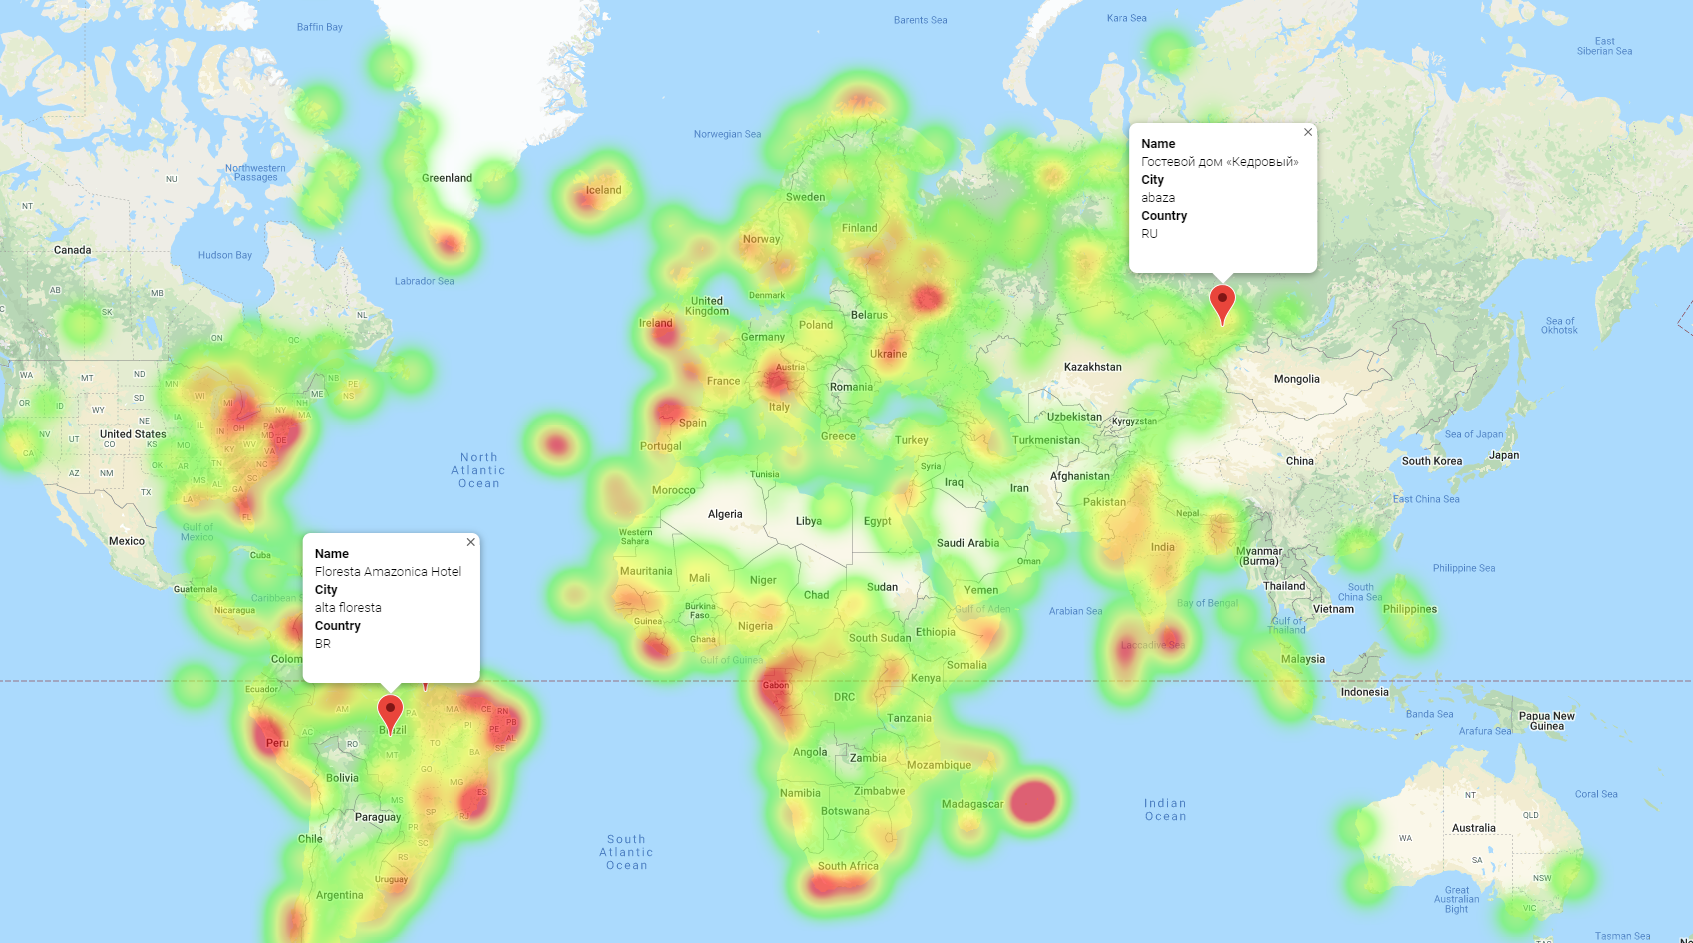 Baffin Bay
Barents Sea
Kara Sea
East
Siberian Sea
Norwegian Sea
Northwestern
Passages
NU
NT
Greenland
Iceland
Sweden
Finland
Norway
Canada
Hudson Bay
Labrador Sea
AB
MB
SK
NL
ON
QC
Name
Гостевой дом «Кедровый»
City
abaza
Country
RU
Denmark
United
Kingdom
Ireland
Belarus
Poland
Germany
Ukraine
Austria
France
Romania
Italy
Spain
Portugal
Greece
Turkey
Kazakhstan
Mongolia
Sea of
Okhotsk
Uzbekistan
Kyrgyzstan
Turkmenistan
Sea of Japan
Japan
South Korea
China
East China Sea
WA
MT
ND
MN
OR
ID
WY
SD
WI
MI
NB
PE
NS
NH
NY
MA
NE
IA
United States
NV
UT
CO
KS
IL
IN
OH
PA
MD
DE
WV
VA
KY
CA
AZ
NM
OK
AR
TN
NC
SC
MS
AL
GA
TX
LA
FL
North
Atlantic
Ocean
Gulf of
Mexico
Mexico
Cuba
Guatemala
Caribbean S
Nicaragua
Tunisia
Morocco
Algeria
Libya
Egypt
Syria
Iraq
Iran
Afghanistan
Pakistan
Nepal
India
Western
Sahara
Saudi Arabia
Oman
Myanmar
(Burma)
Thailand
Vietnam
South
China Sea
Philippine Sea
Philippines
Mauritania
Mali
Niger
Chad
Sudan
Yemen
Gulf of Aden
Arabian Sea
Bay of Bengal
Gulf of
Thailand
Burkina
Faso
Guinea
Ghana
Nigeria
South Sudan
Ethiopia
Laccadive Sea
Gulf of Guinea
Somalia
Malaysia
Name
Floresta Amazonica Hotel
City
alta floresta
Country
BR
Colom
Ecuador
Gabon
DRC
Kenya
Indonesia
Banda Sea
Papua New
Guinea
Arafura Sea
Tanzania
AM
PA
MA
CE
RN
PB
PE
AL
SE
PI
Brazil
AC
RO
TO
BA
MT
Peru
Bolivia
GO
MG
ES
MS
RJ
Paraguay
PR
SC
RS
Chile
Uruguay
Argentina
Angola
Zambia
Mozambique
Namibia
Zimbabwe
Botswana
Madagascar
South Africa
Indian
Ocean
South
Atlantic
Ocean
NT
Coral Sea
QLD
Australia
WA
SA
NSW
VIC
Great
Australian
Bight
Tasman Sea